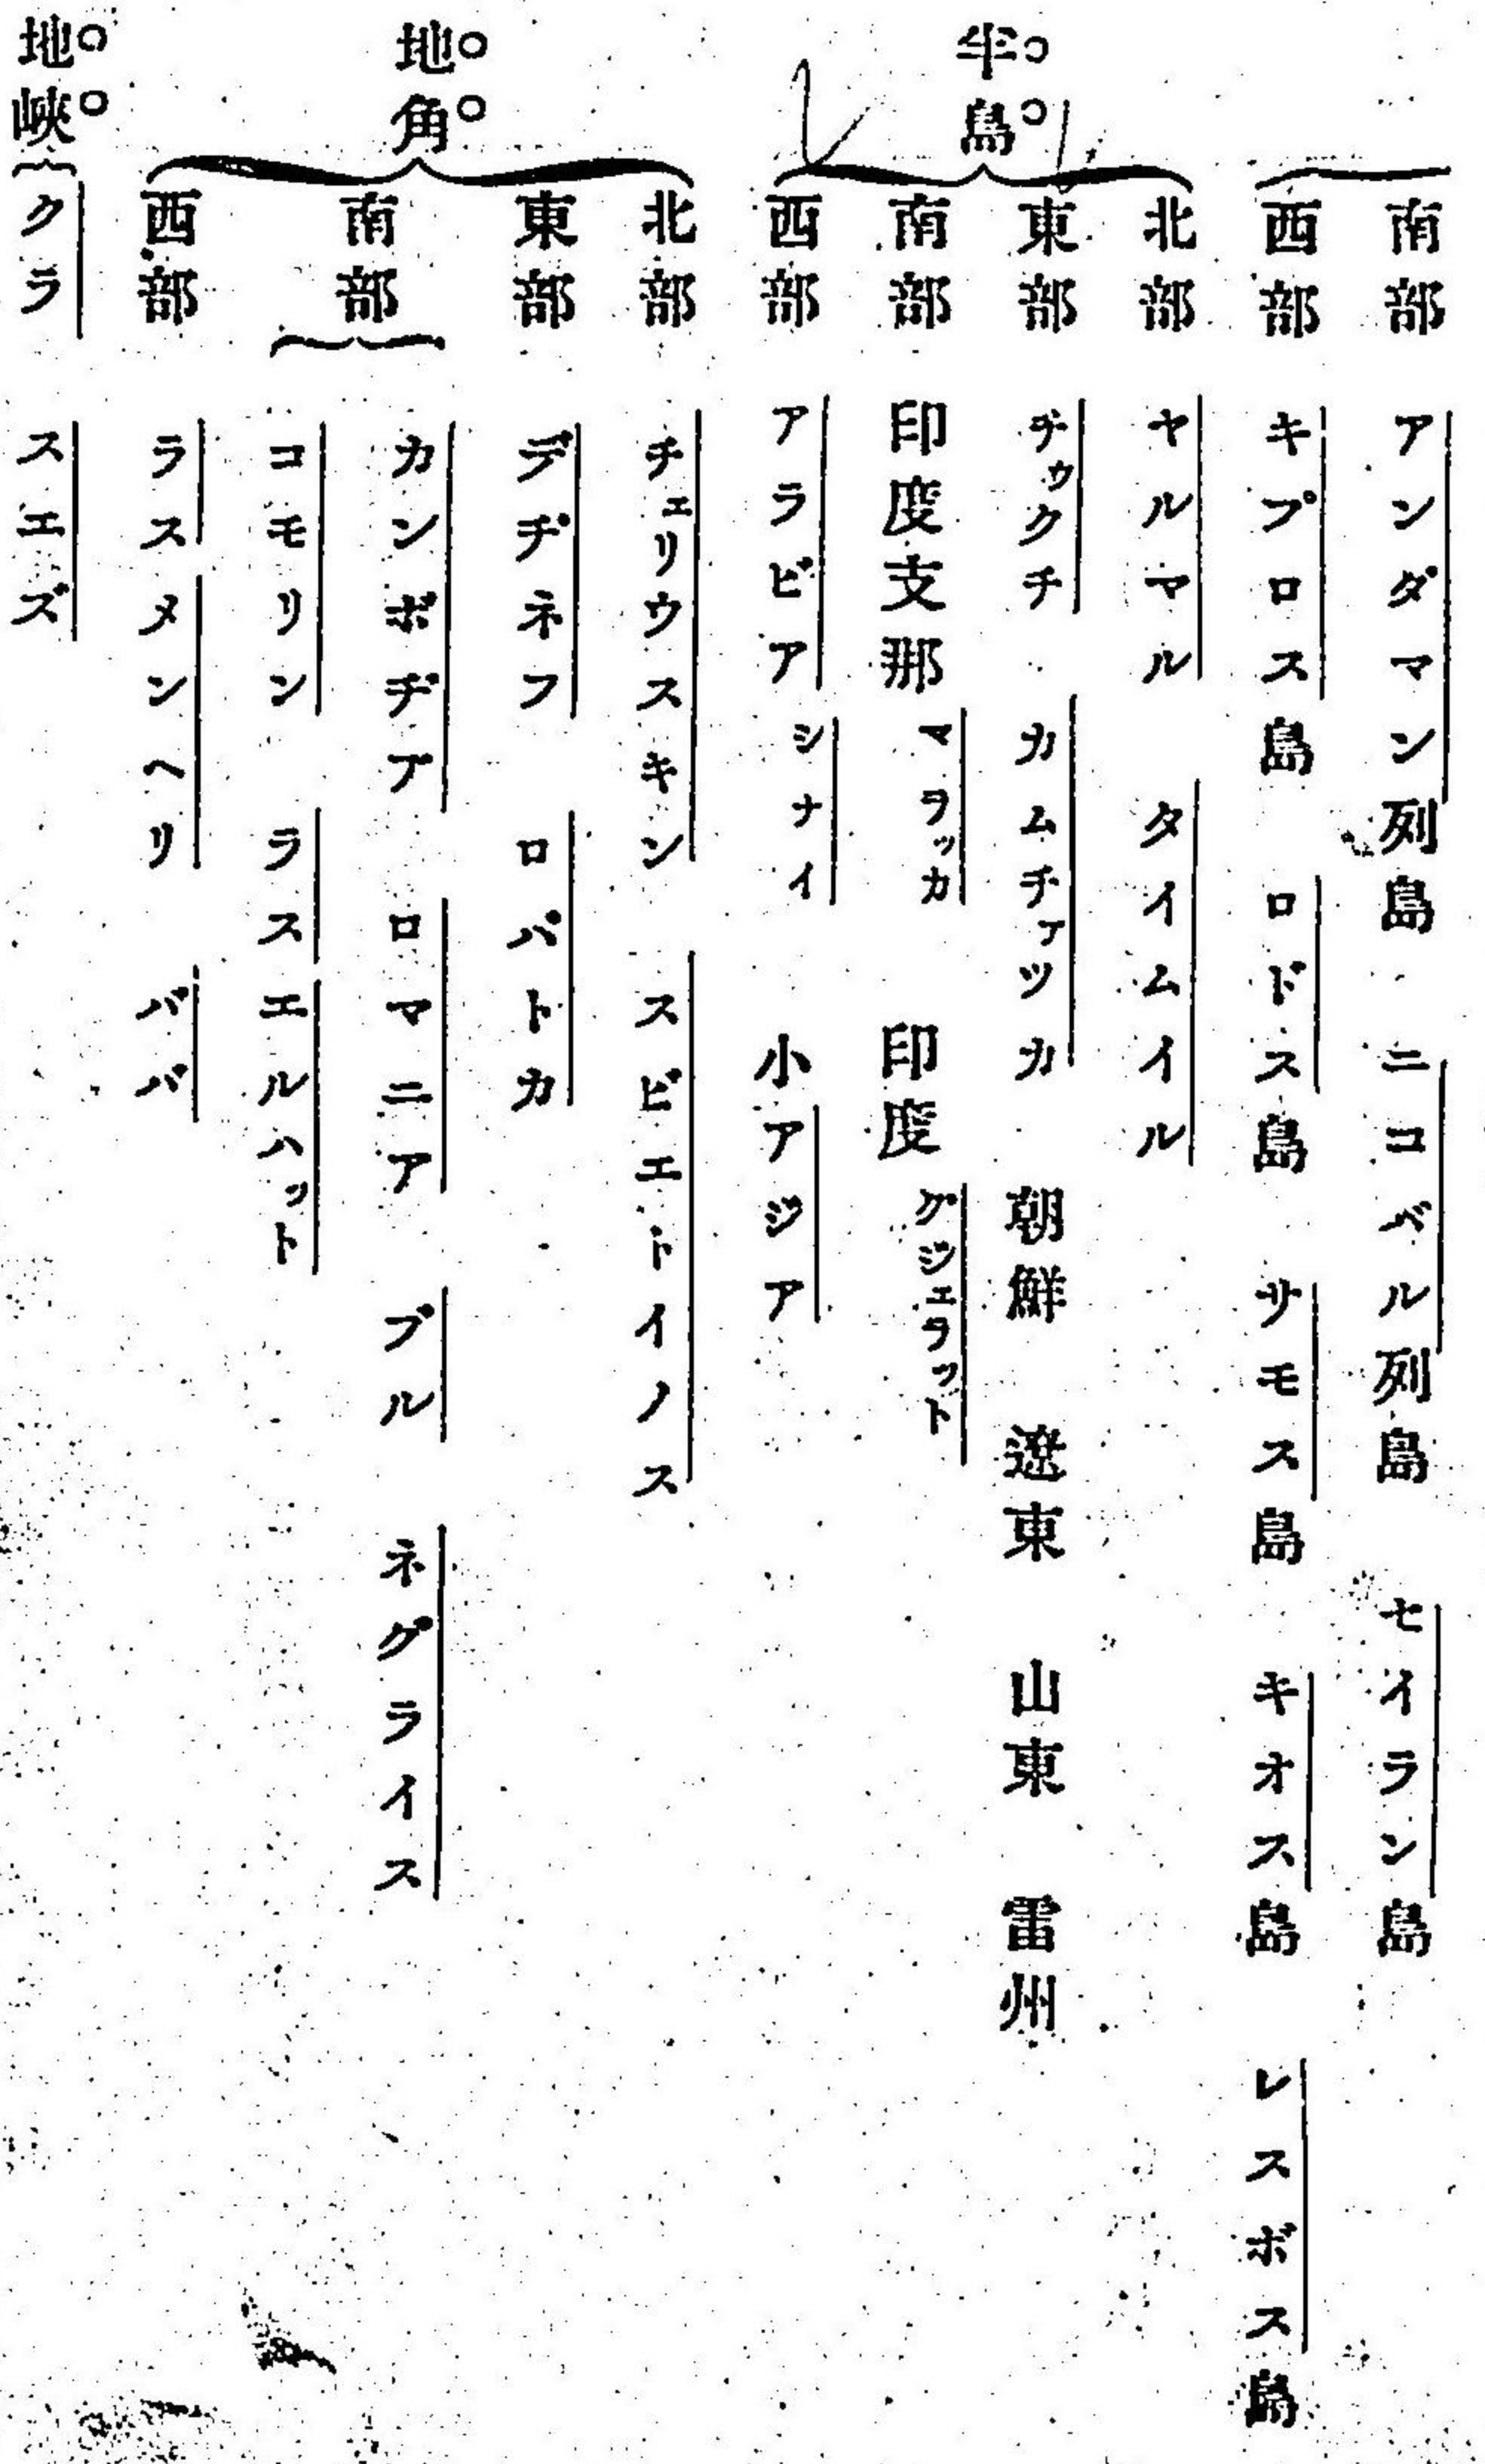 南部 アンダマン列島 ニコバル列島 セイラン島
西部 キプロス島 ロドス島 サモス島 キオス島 レスボス島
半島
北部 ヤルマル タイムイル
東部 チゥクチ カムチァツカ 朝鮮 遼東 山東 雷州
南部 印度支那 マラッカ 印度 グジェラット
西部 アラビア シナイ 小アジア
地角
北部 チェリウスキン スビエトイノス
東部 デヂネフ ロパトカ
南部 カンボヂア ロマニア ブル ネグライス
コモリン ラスエルハット
西部 ラスメンヘリ バパ
地峡 クラ スエズ